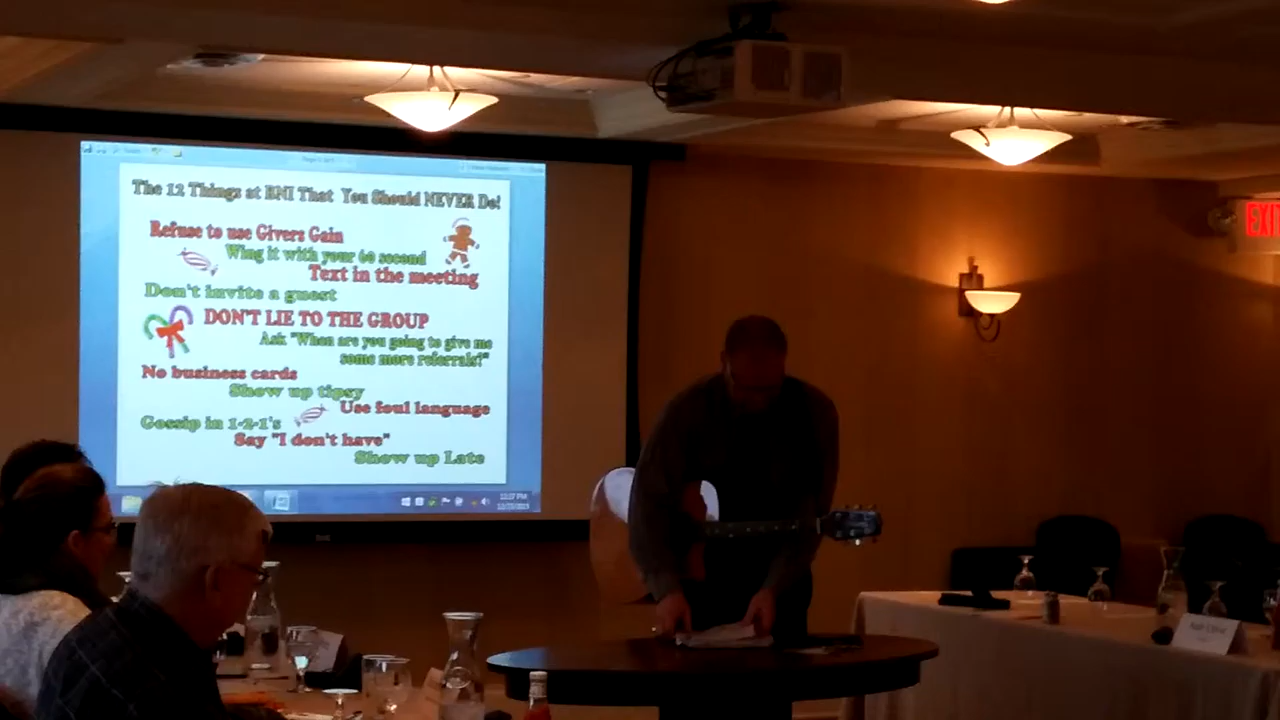 The 12 Things at BNI That You Should NEVER Do!
Refuse to use Givers Gain
Wing it with your 60 second
Text in the meeting
Don't invite a guest
DON'T LIE TO THE GROUP
Ask "When are you going to give me
some more referrals!"
No business cards
Show up tipsy
Use foul language
Gossip in 1-2-1's
Say "I don't have"
Show up Late
12:17 PM
EXIT